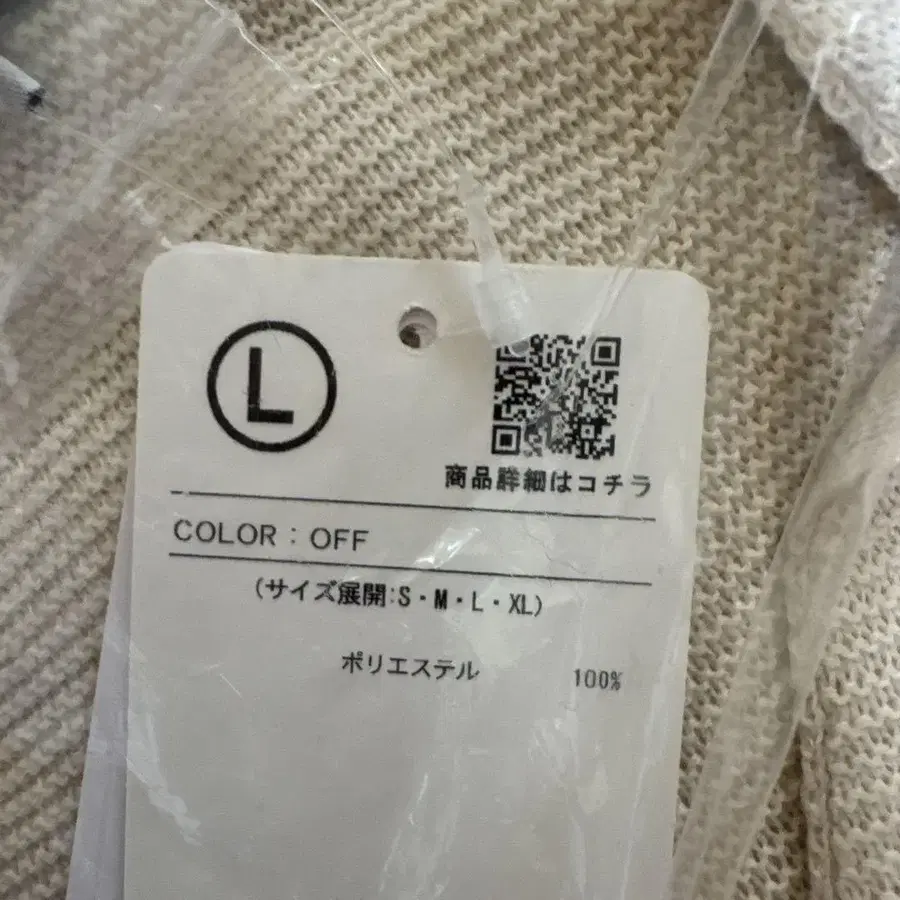 L
商品詳細はコチラ
COLOR : OFF
(サイズ展開:S・M・L・XL)
ポリエステル 100%